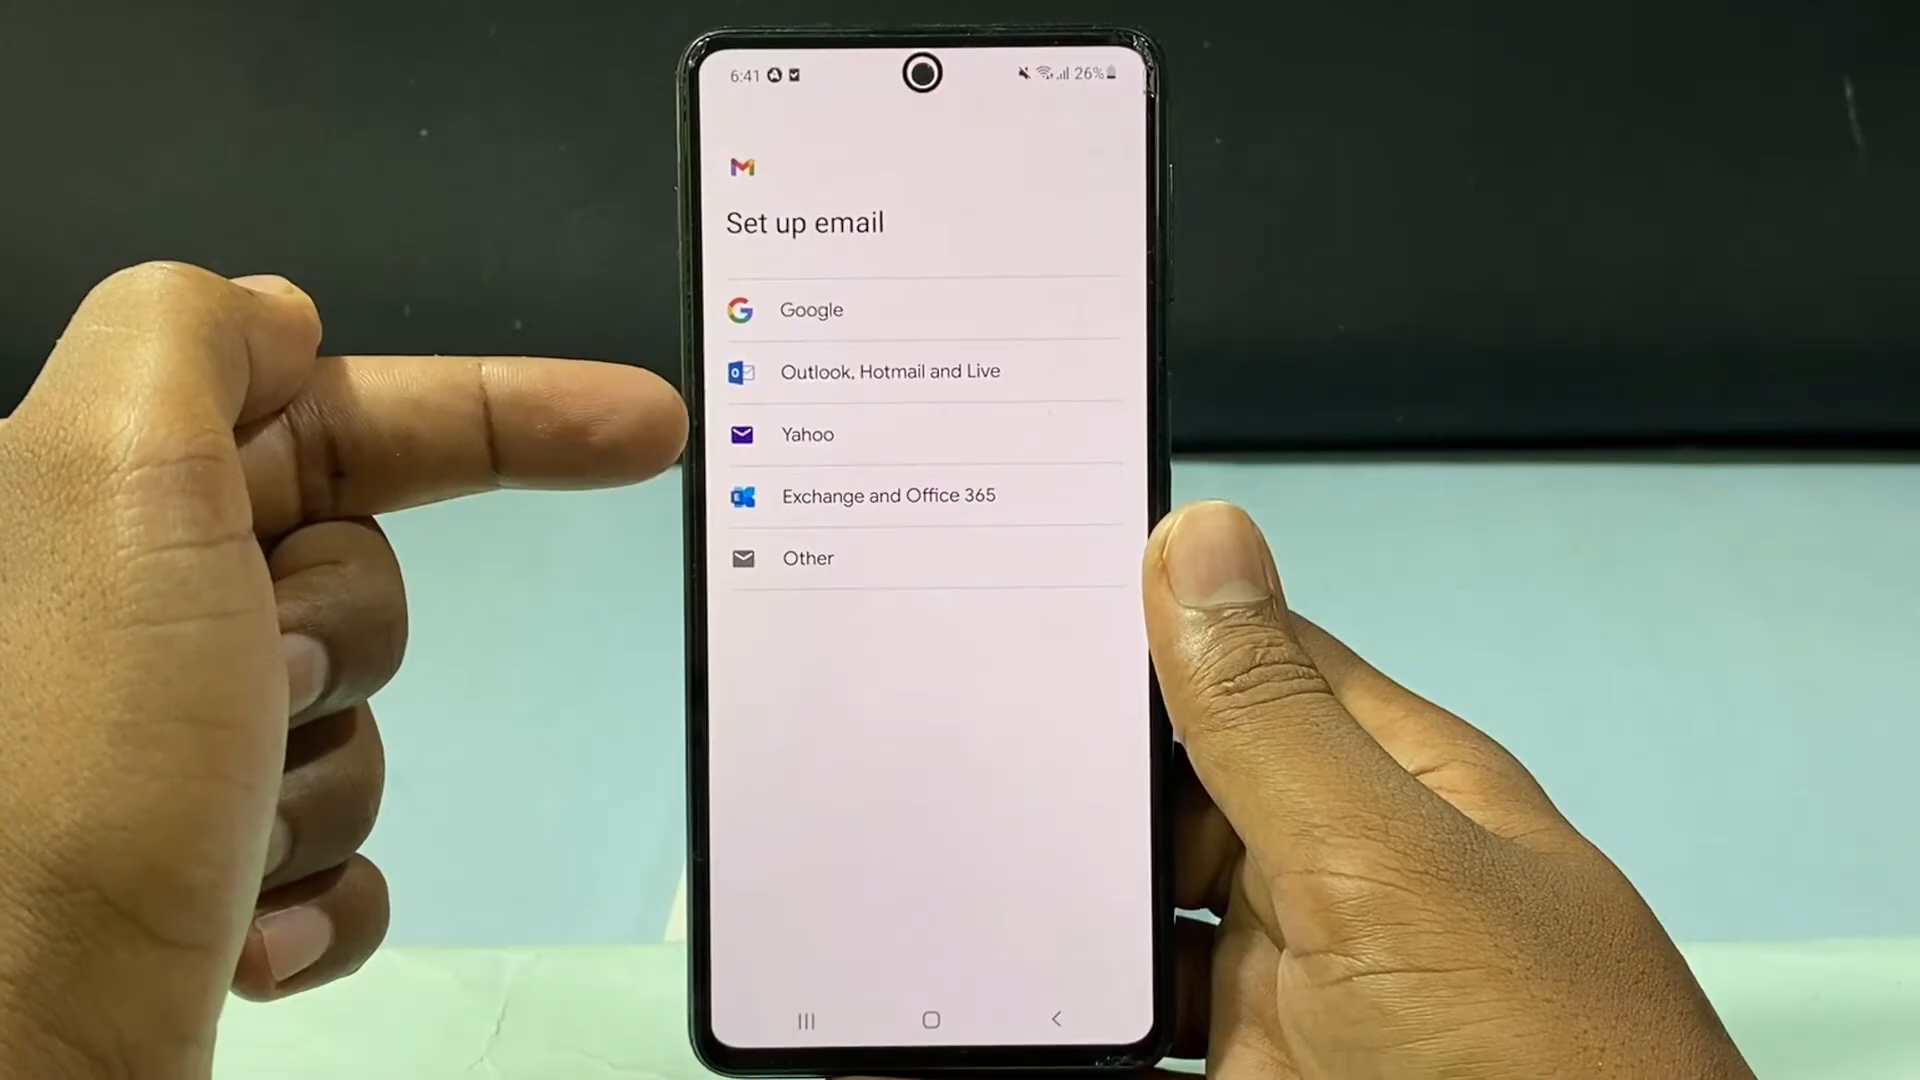 6:41 26%
Set up email
Google
Outlook, Hotmail and Live
Yahoo
Exchange and Office 365
Other